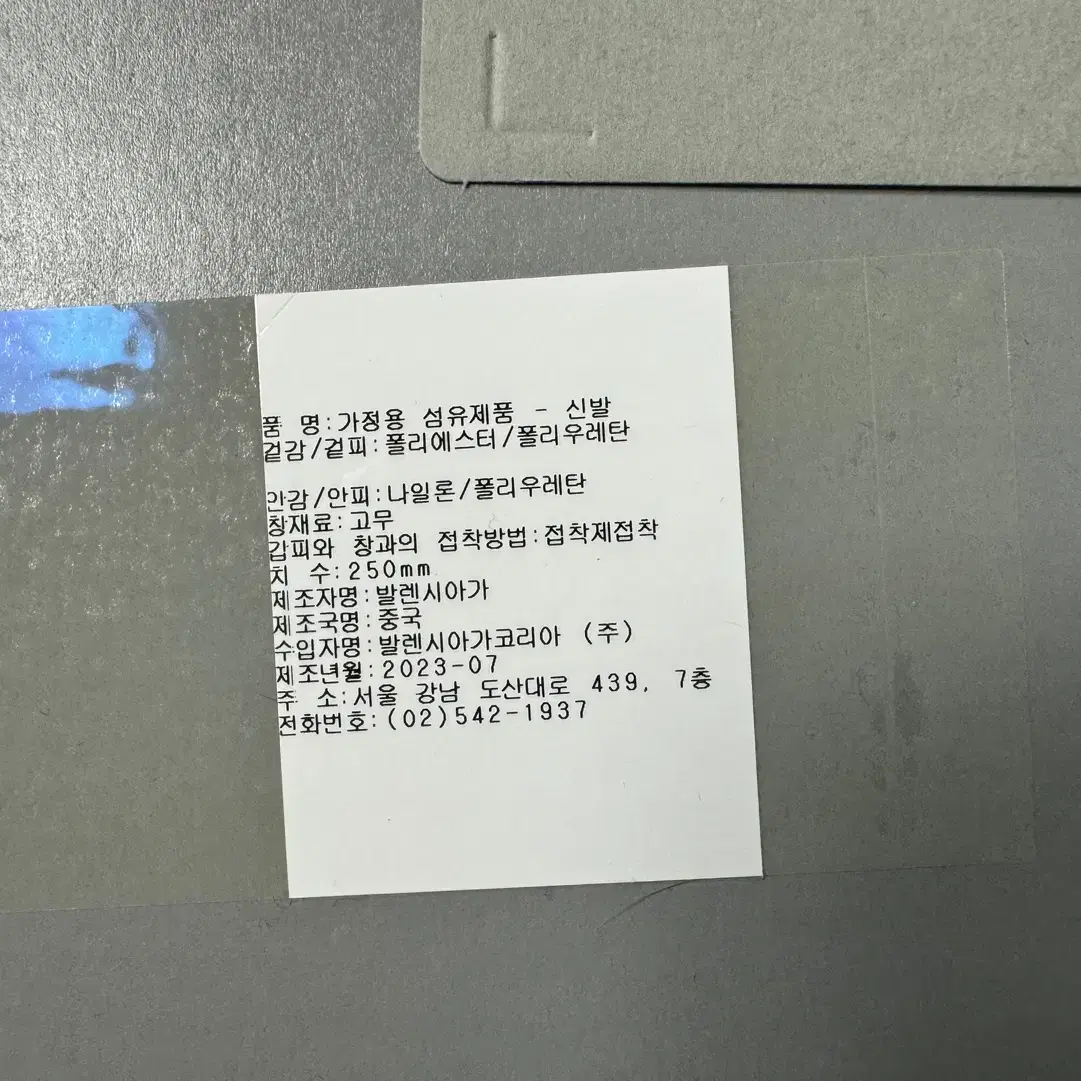 품 명:가정용 섬유제품 - 신발
겉감/겉피:폴리에스터/폴리우레탄
안감/안피:나일론/폴리우레탄
창재료:고무
갑피와 창과의 접착방법:접착제접착
치 수:250mm
제조자명:발렌시아가
제조국명:중국
수입자명:발렌시아가코리아 (주)
제조년월:2023-07
주 소:서울 강남 도산대로 439, 7층
전화번호:(02)542-1937